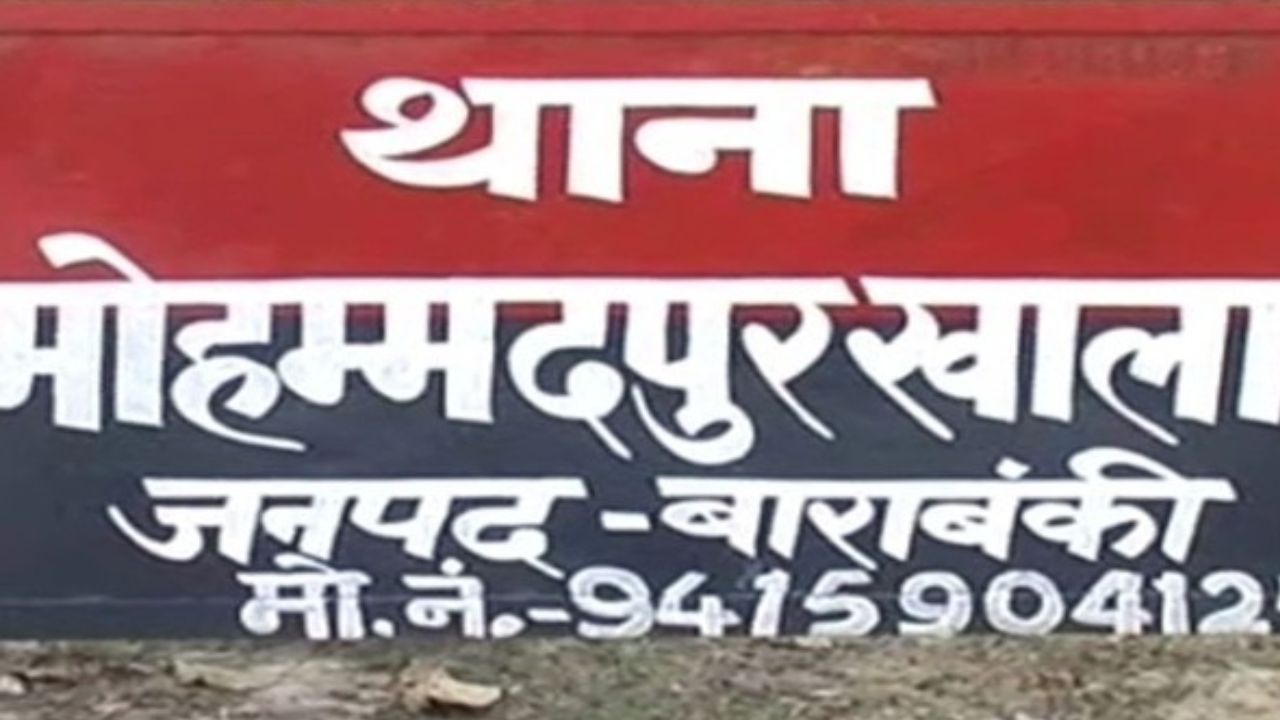 थाना
मोहम्मदपुरखाला
जनपद -बाराबंकी
मो.नं.-941590412